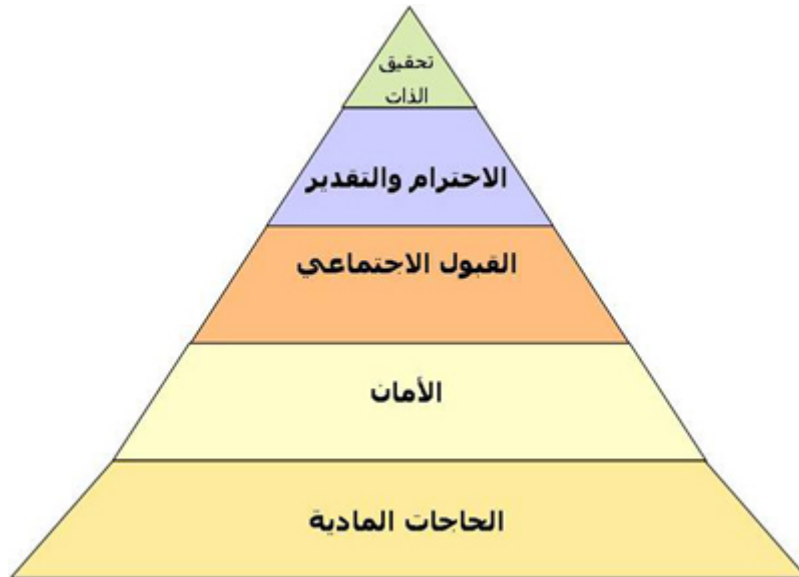 تحقيق
الذات
الاحترام والتقدير
القبول الاجتماعي
الأمان
الحاجات المادية